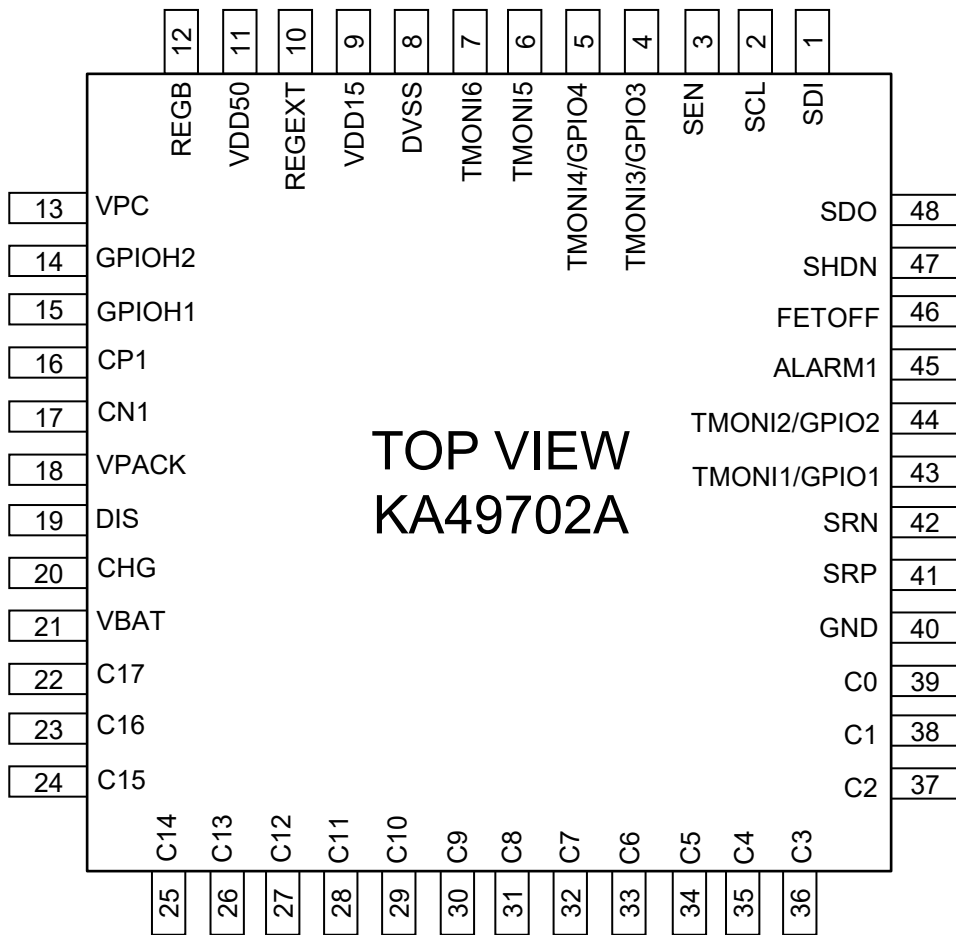 12 11 10 9 8 7 6 5 4 3 2 1
REGB VDD50 REGEXT VDD15 DVSS TMONI6 TMONI5 TMONI4/GPIO4 TMONI3/GPIO3 SEN SCL SDI
13 VPC
14 GPIOH2
15 GPIOH1
16 CP1
17 CN1
18 VPACK
19 DIS
20 CHG
21 VBAT
22 C17
23 C16
24 C15
TOP VIEW
KA49702A
SDO 48
SHDN 47
FETOFF 46
ALARM1 45
TMONI2/GPIO2 44
TMONI1/GPIO1 43
SRN 42
SRP 41
GND 40
C0 39
C1 38
C2 37
C14 C13 C12 C11 C10 C9 C8 C7 C6 C5 C4 C3
25 26 27 28 29 30 31 32 33 34 35 36